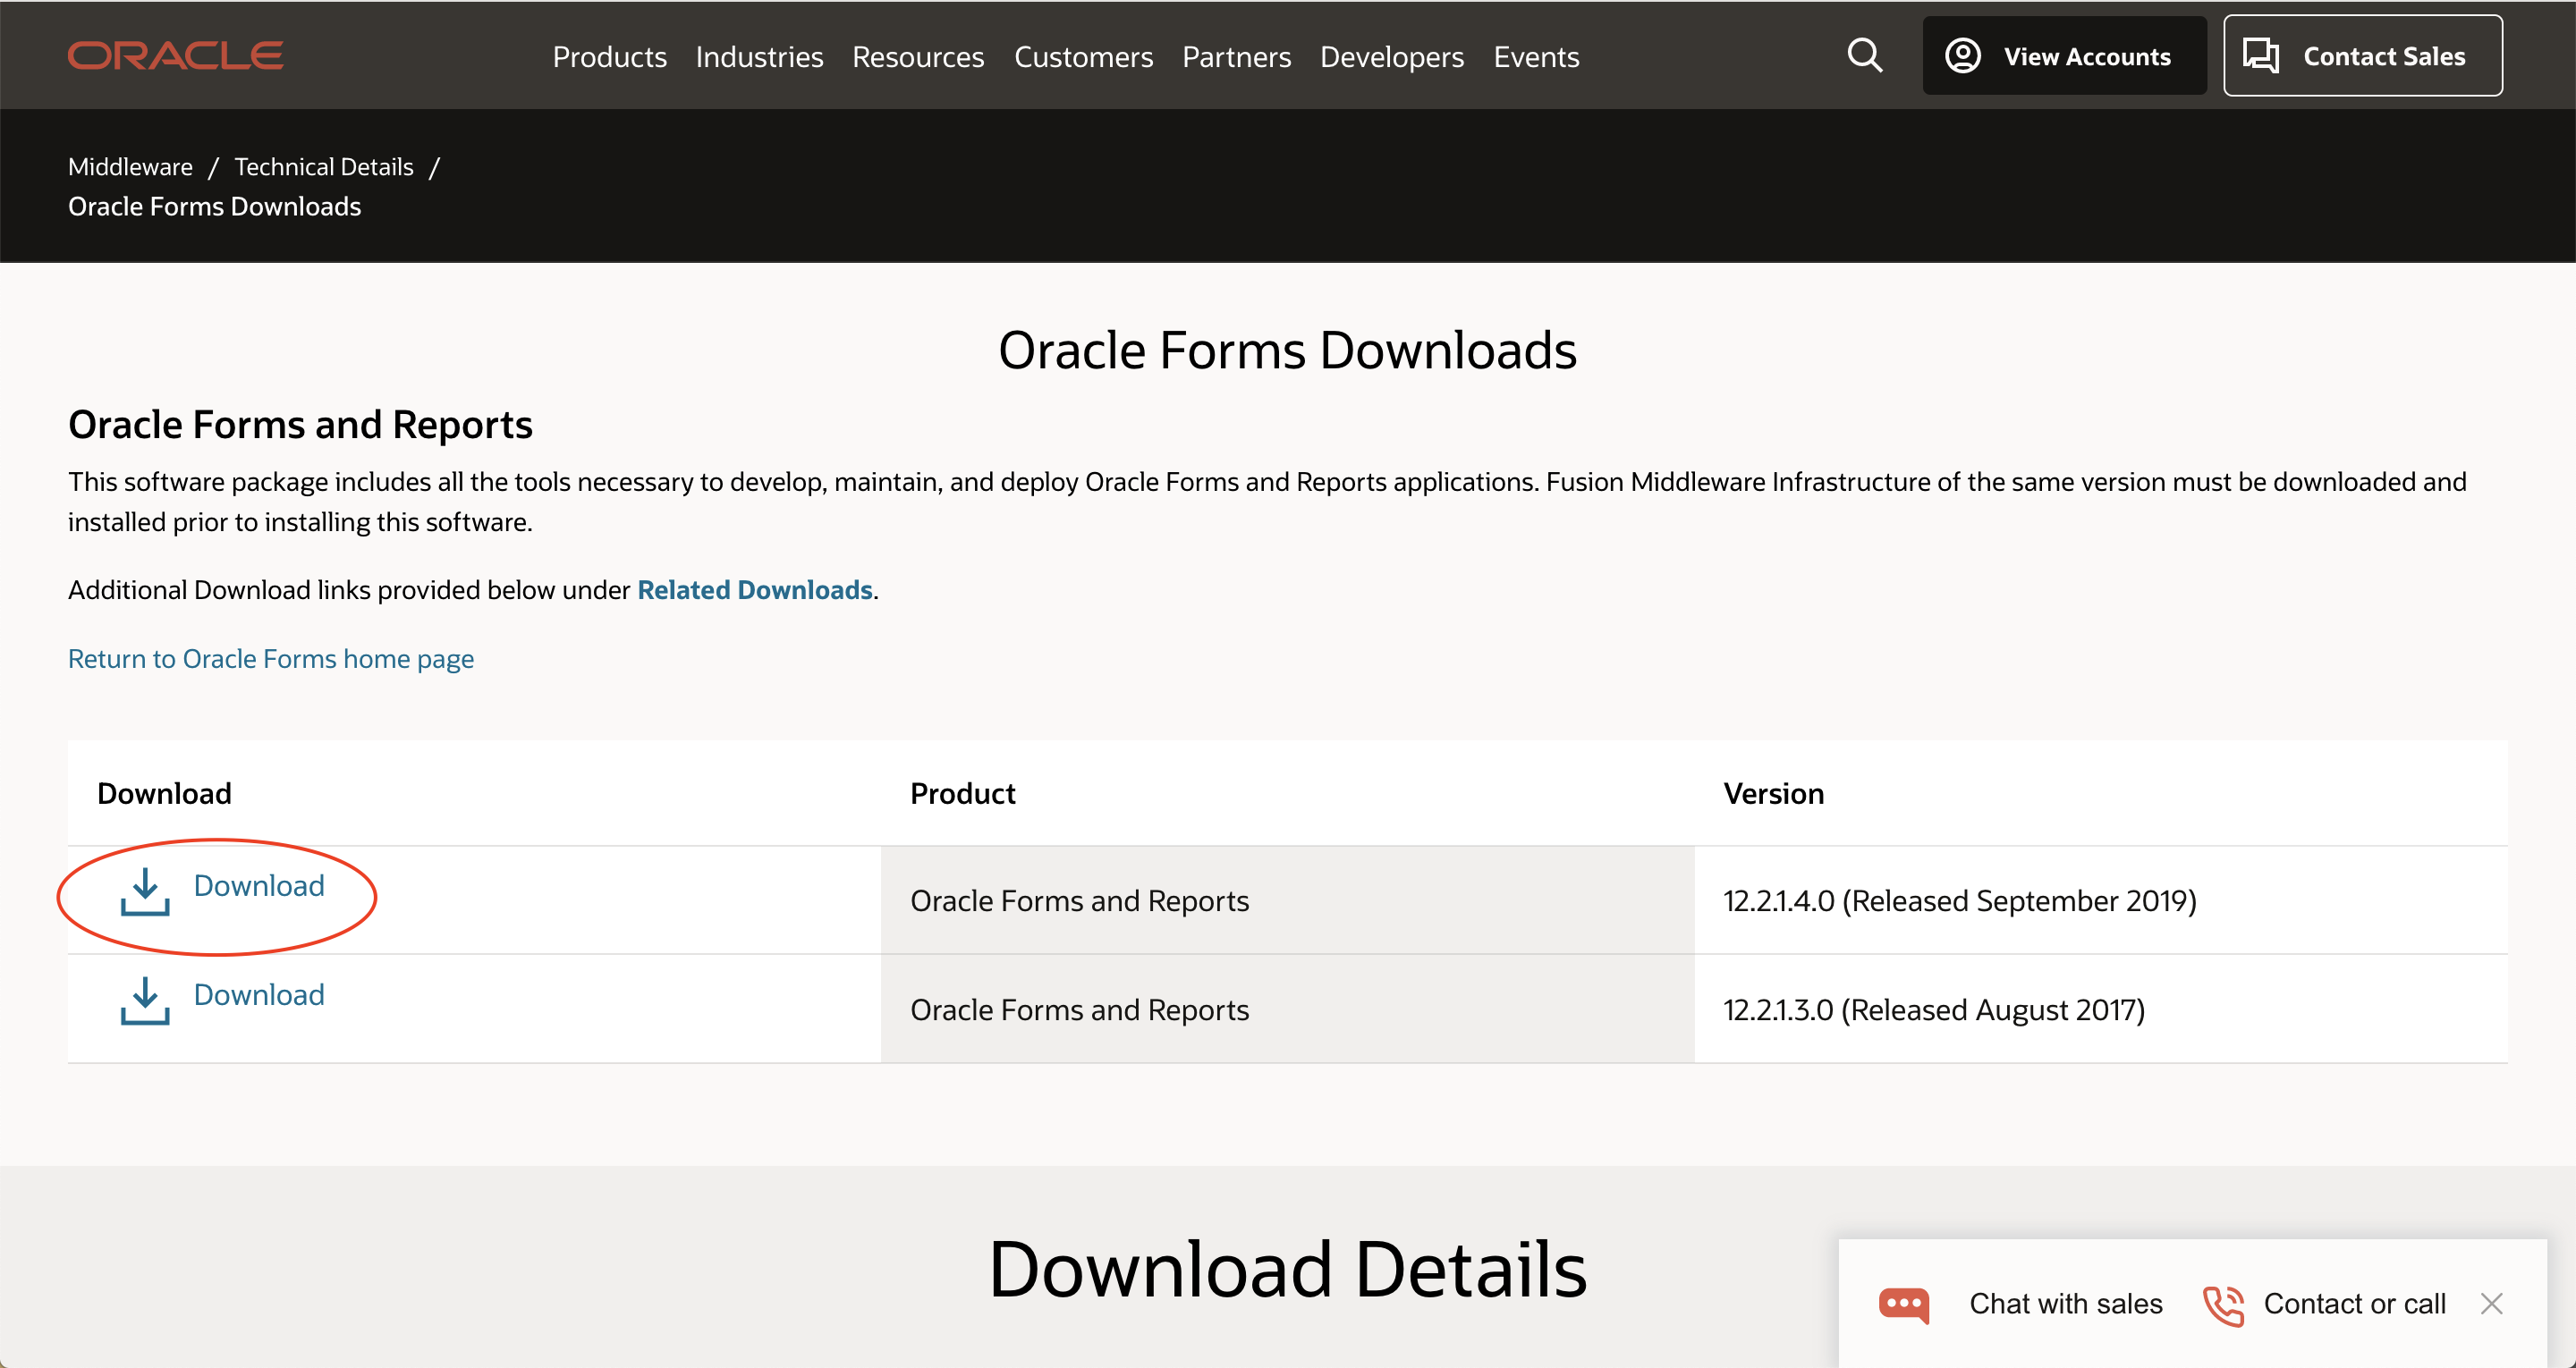 ORACLE
Products Industries Resources Customers Partners Developers Events
View Accounts
Contact Sales
Middleware / Technical Details /
Oracle Forms Downloads
Oracle Forms Downloads
Oracle Forms and Reports
This software package includes all the tools necessary to develop, maintain, and deploy Oracle Forms and Reports applications. Fusion Middleware Infrastructure of the same version must be downloaded and
installed prior to installing this software.
Additional Download links provided below under Related Downloads.
Return to Oracle Forms home page
Download Product Version
Download Oracle Forms and Reports 12.2.1.4.0 (Released September 2019)
Download Oracle Forms and Reports 12.2.1.3.0 (Released August 2017)
Download Details
Chat with sales Contact or call